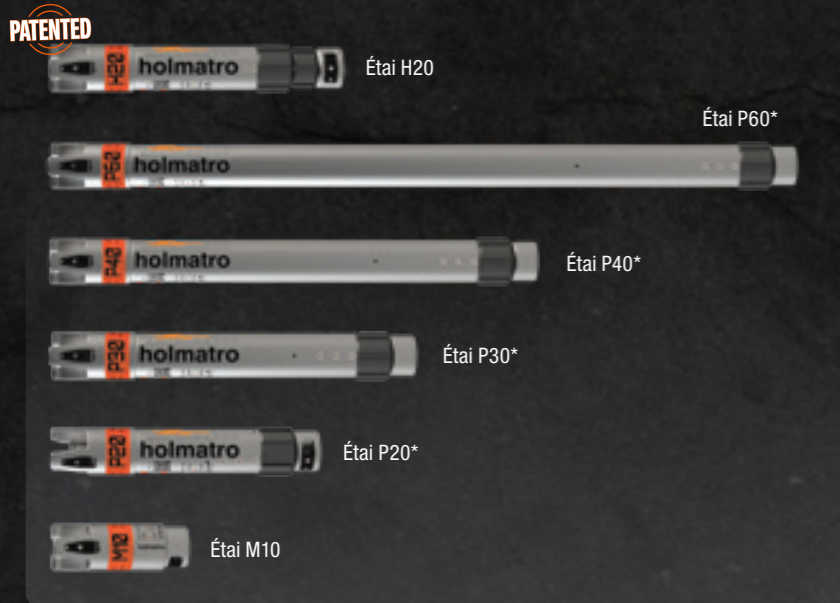 PATENTED
H20 holmatro
Étai H20
Étai P60*
P60 holmatro
P40 holmatro
Étai P40*
P30 holmatro
Étai P30*
P20 holmatro
Étai P20*
M10 holmatro
Étai M10